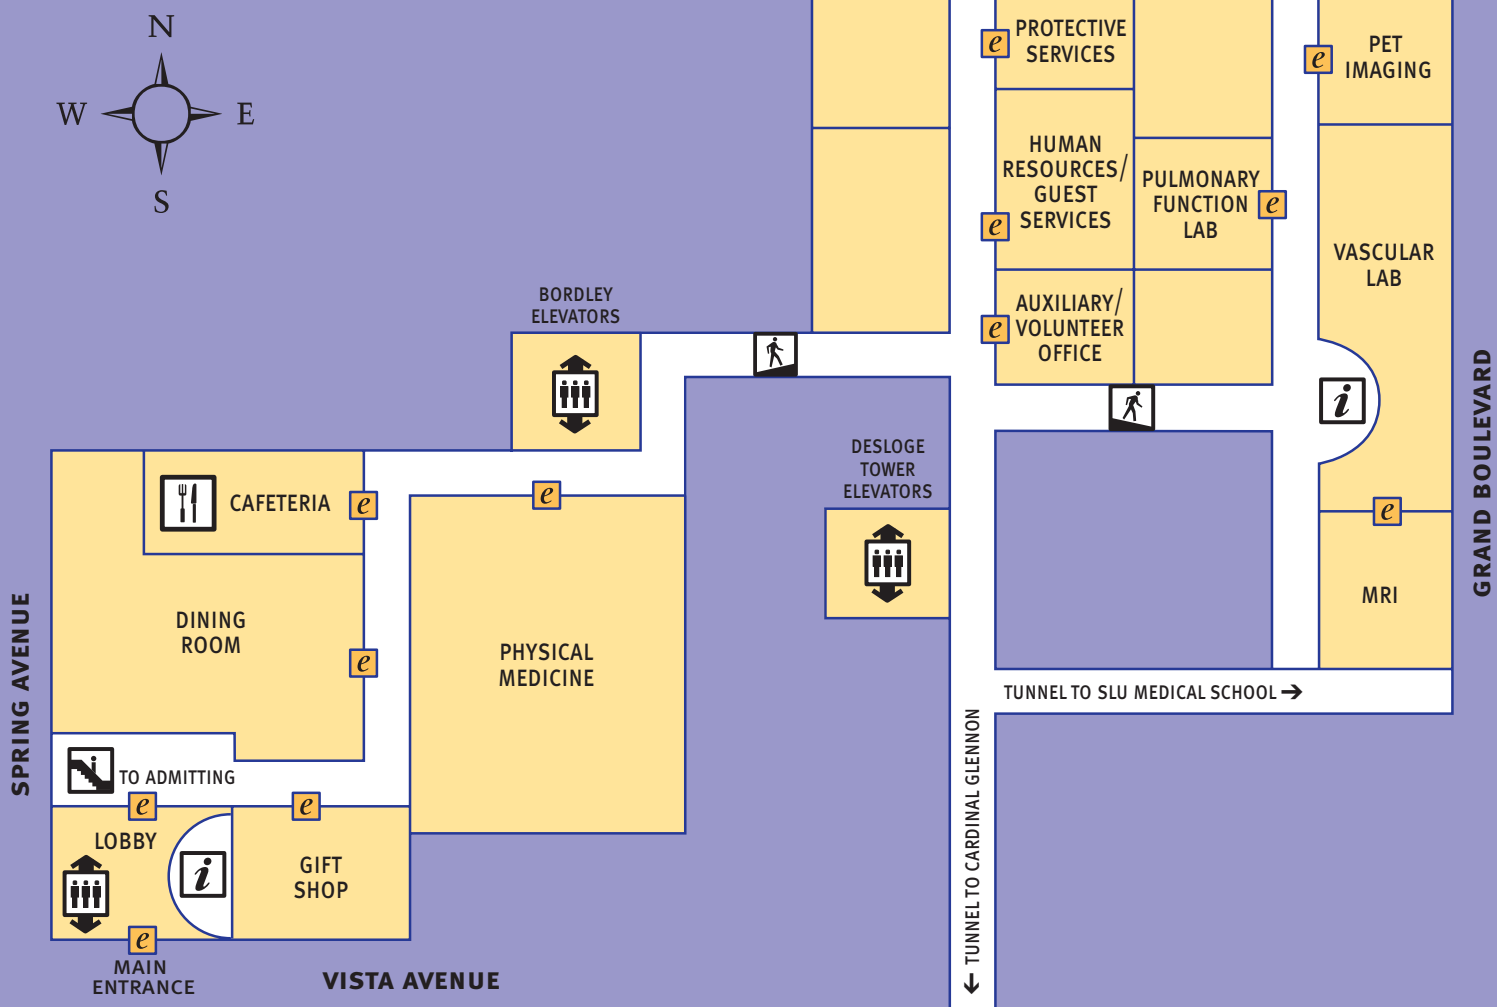 N
W
E
S
e
PROTECTIVE
SERVICES
e
PET
IMAGING
HUMAN
RESOURCES/
GUEST
SERVICES
e
PULMONARY
FUNCTION
LAB
e
VASCULAR
LAB
BORDLEY
ELEVATORS
e
AUXILIARY/
VOLUNTEER
OFFICE
i
GRAND BOULEVARD
DESLOGE
TOWER
ELEVATORS
CAFETERIA
e
e
e
DINING
ROOM
e
PHYSICAL
MEDICINE
MRI
SPRING AVENUE
TUNNEL TO SLU MEDICAL SCHOOL
TUNNEL TO CARDINAL GLENNON
TO ADMITTING
e
e
LOBBY
i
GIFT
SHOP
e
MAIN
ENTRANCE
VISTA AVENUE